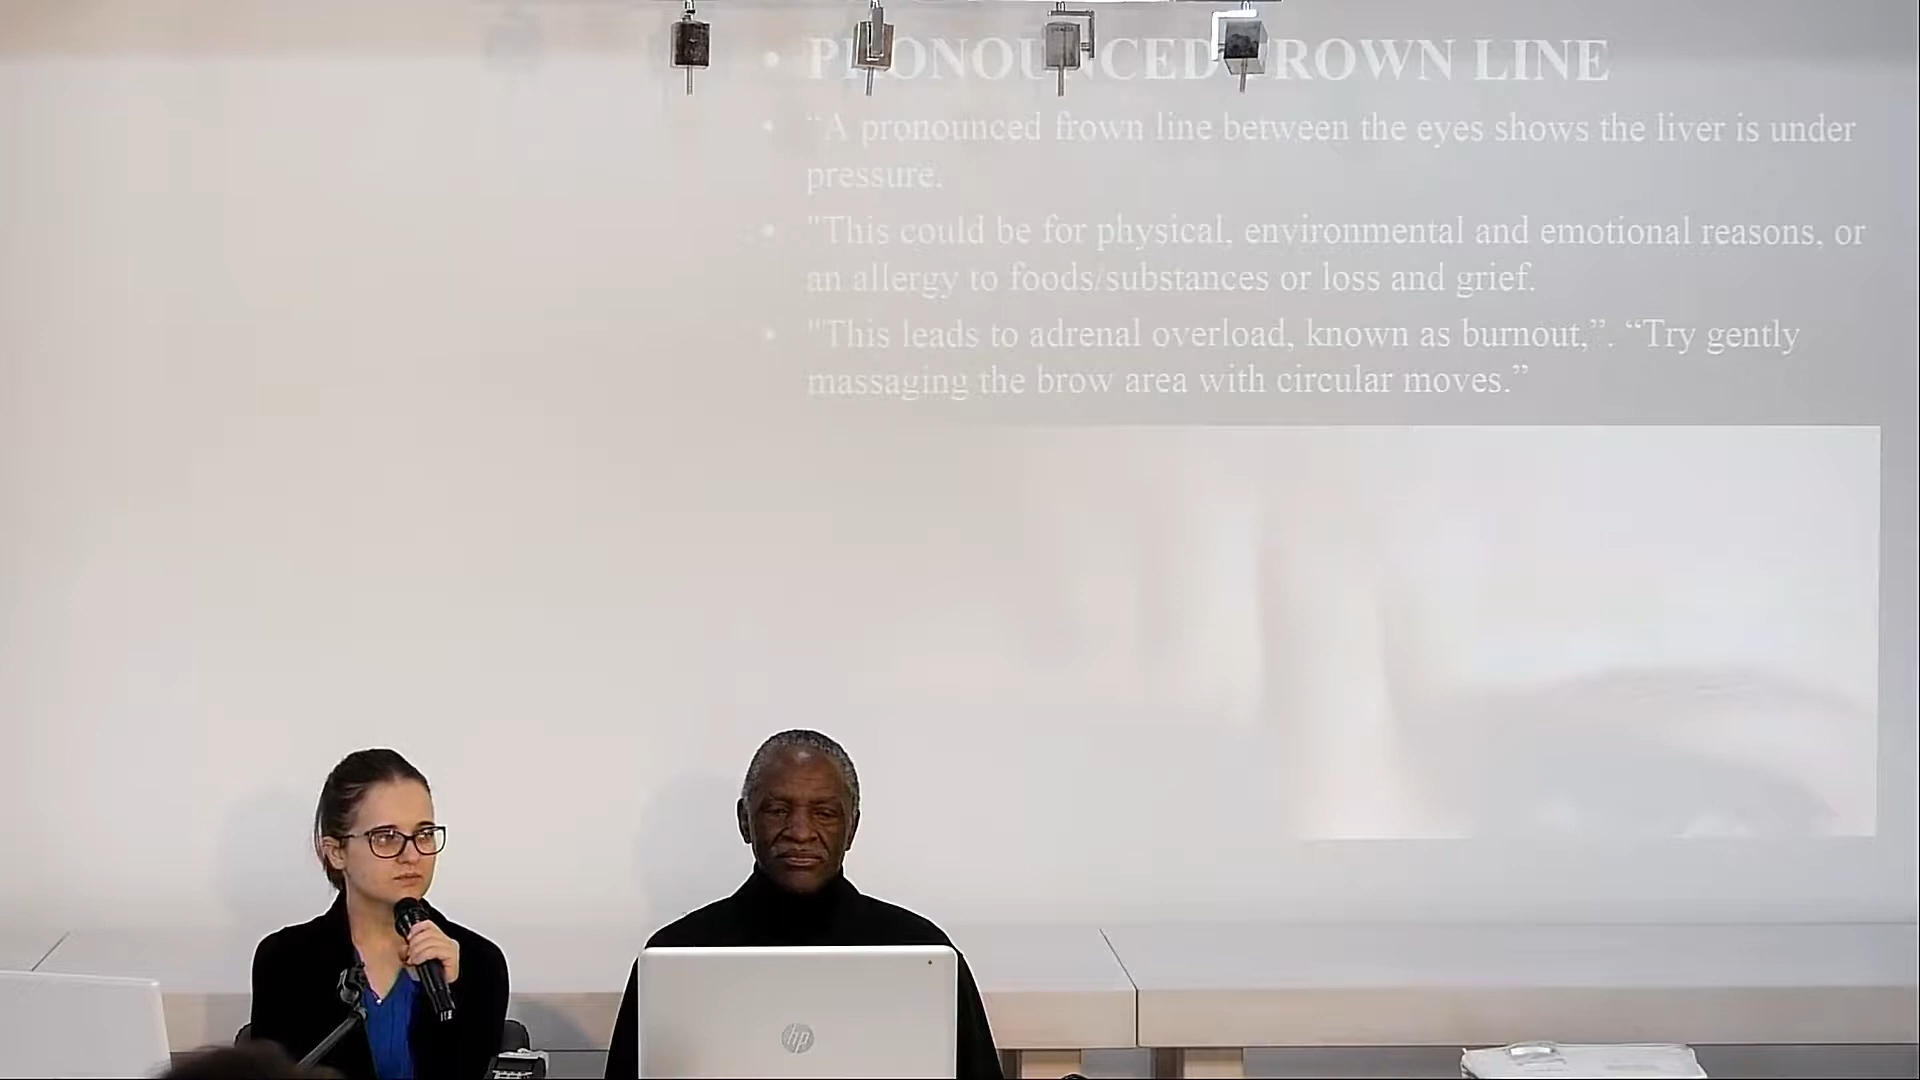 • PRONOUNCED FROWN LINE
• “A pronounced frown line between the eyes shows the liver is under
pressure.
• "This could be for physical, environmental and emotional reasons, or
an allergy to foods/substances or loss and grief.
• "This leads to adrenal overload, known as burnout,”. “Try gently
massaging the brow area with circular moves.”
hp